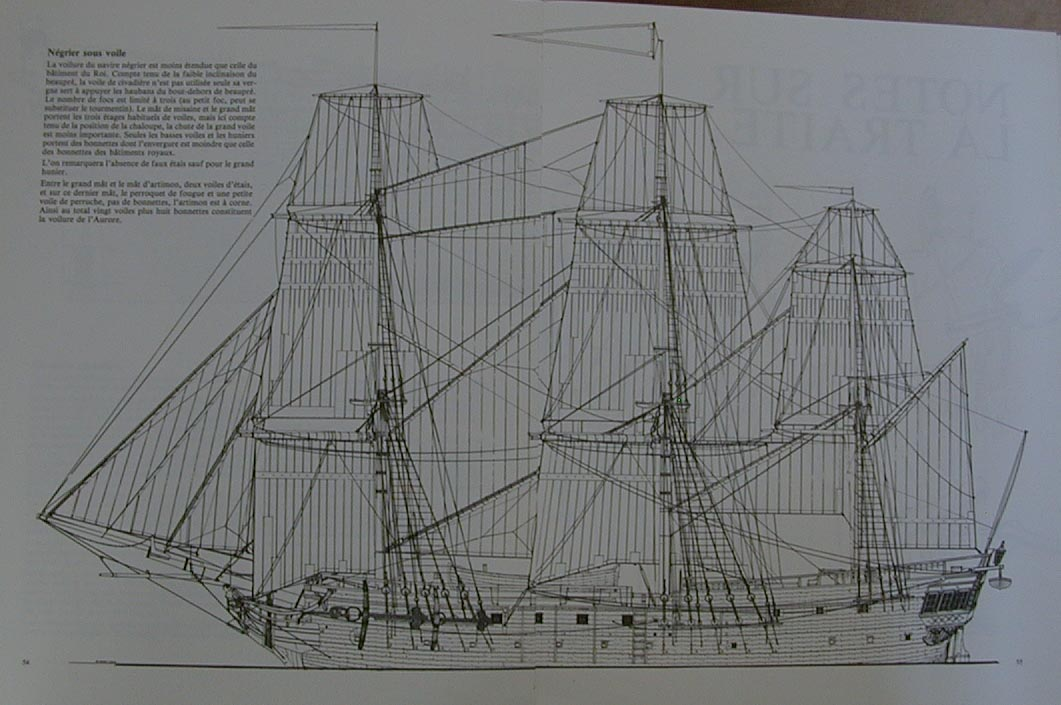 Négrier sous voile
La voilure du navire négrier est moins étendue que celle du
bâtiment du Roi. Compte tenu de la faible inclinaison du
beaupré, la voile de civadière n'est pas utilisée seule sa ver-
gne sert à appuyer les haubans du bout-dehors de beaupré.
Le nombre de focs est limité à trois (au petit foc, peut se
substituer le tourmentin). Le mât de misaine et le grand mât
portent les trois étages habituels de voiles, mais ici compte
tenu de la position de la chaloupe, la chute de la grand voile
est moins importante. Seules les basses voiles et les huniers
portent des bonnettes dont l'envergure est moindre que celle
des bonnettes des bâtiments royaux.
L'on remarquera l'absence de faux étais sauf pour le grand
hunier.
Entre le grand mât et le mât d'artimon, deux voiles d'étais,
et sur ce dernier mât, le perroquet de fougue et une petite
voile de perruche, pas de bonnettes, l'artimon est à corne.
Ainsi au total vingt voiles plus huit bonnettes constituent
la voilure de l'Aurore.
54
55